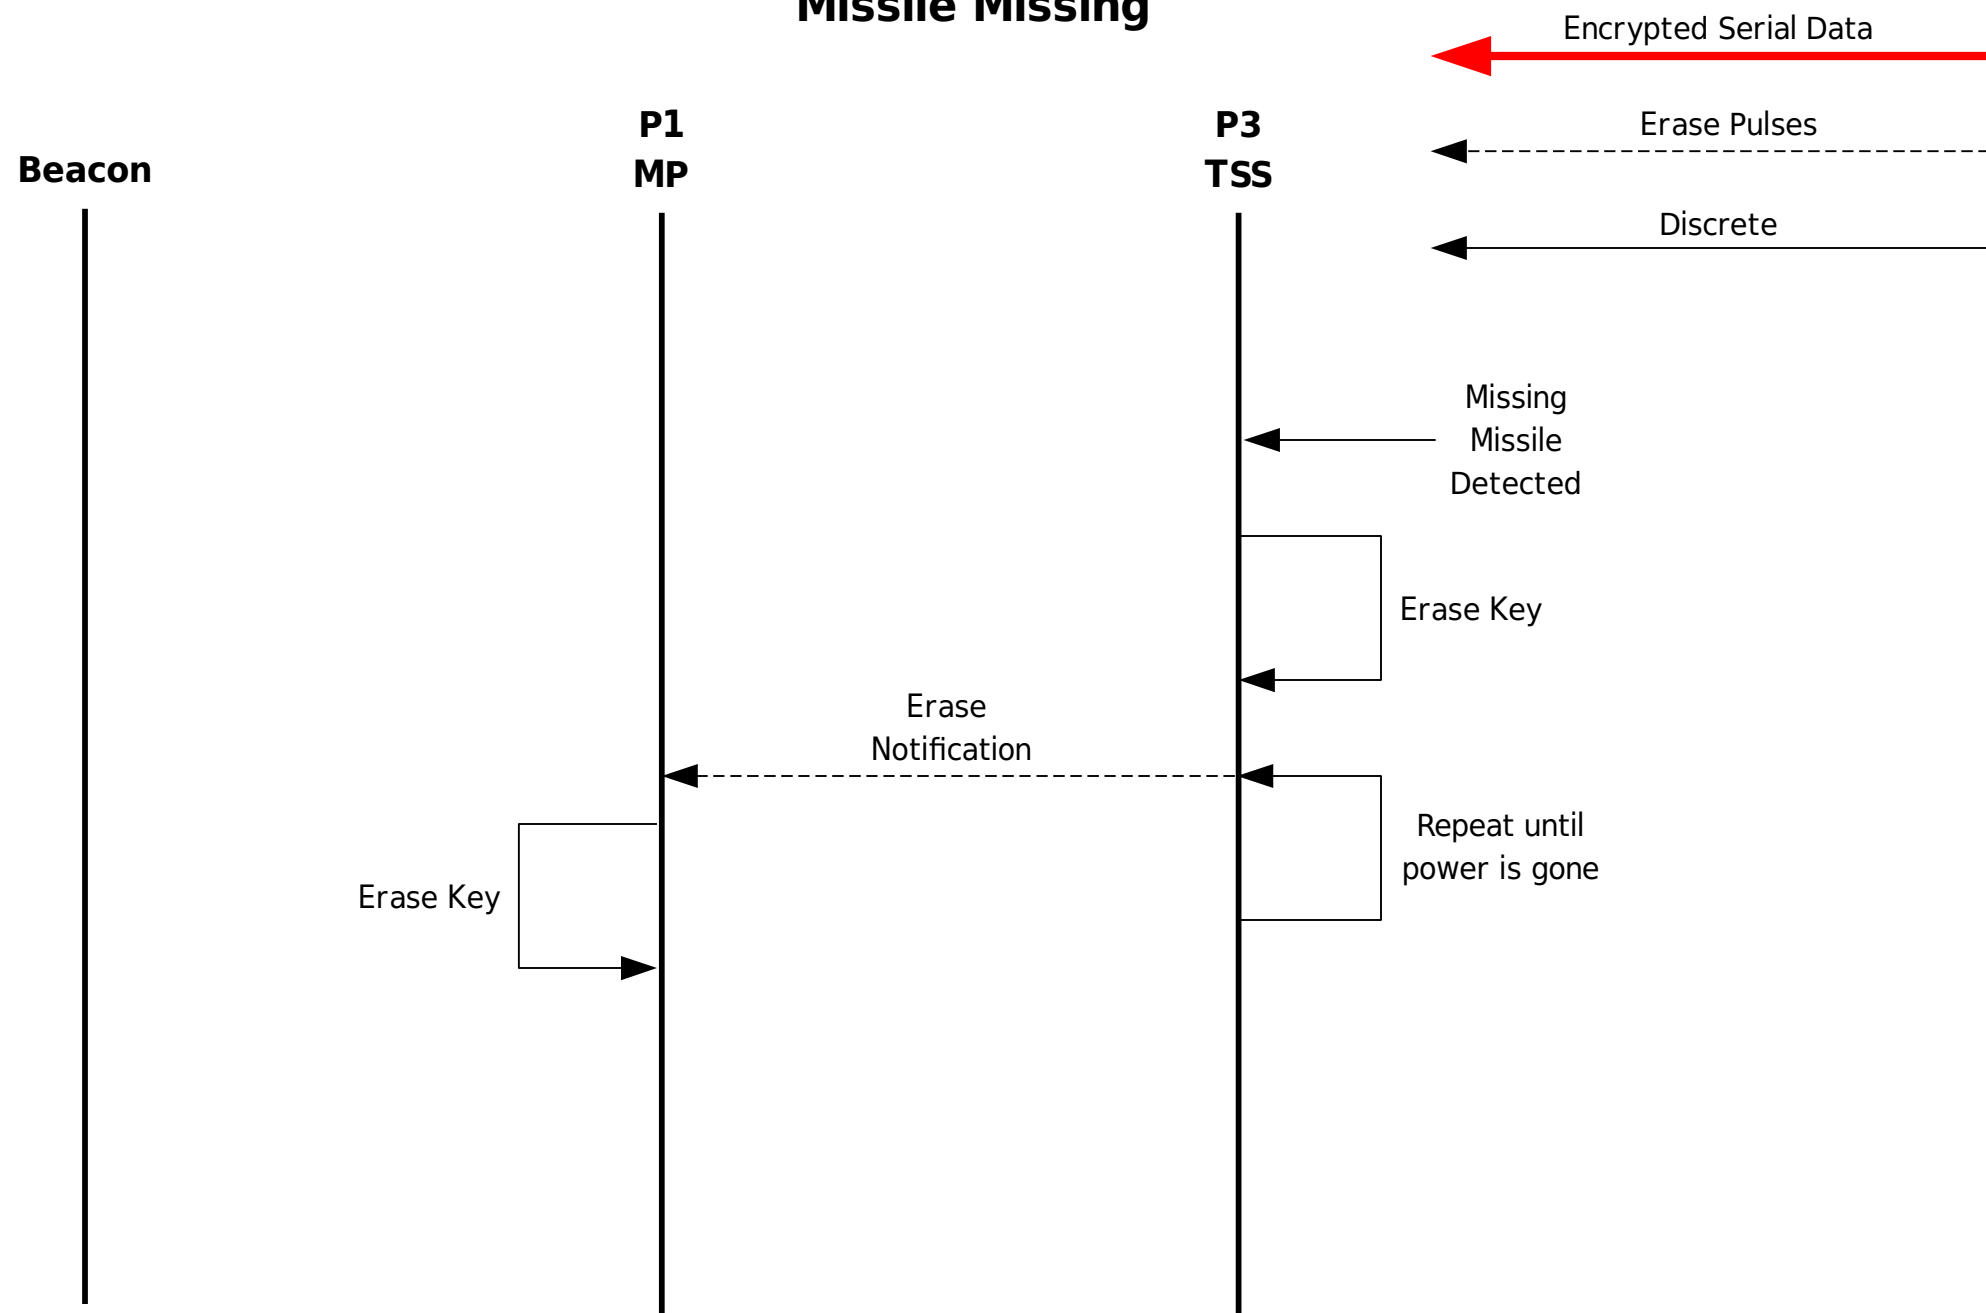 Missile Missing
Encrypted Serial Data
Erase Pulses
Discrete
Beacon
P1
MP
P3
TSS
Missing
Missile
Detected
Erase Key
Erase
Notification
Repeat until
power is gone
Erase Key